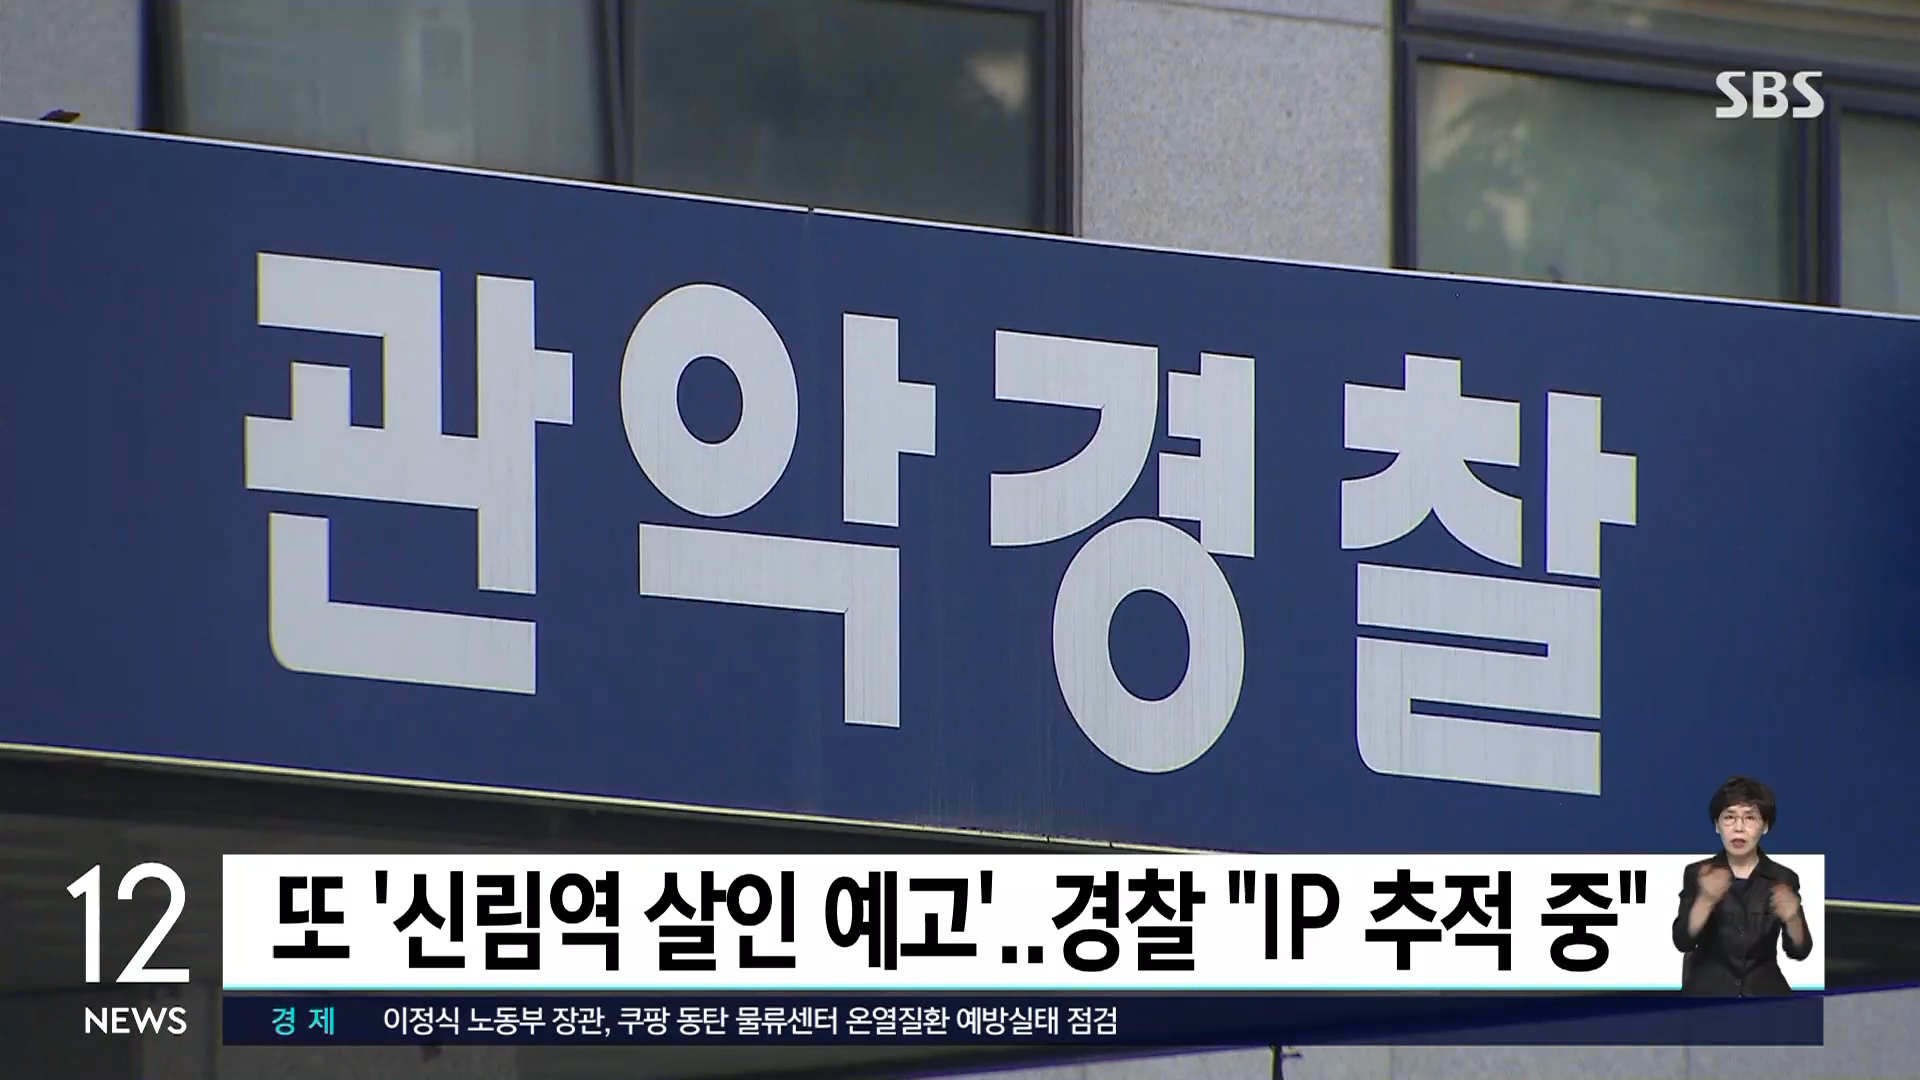 SBS
관악경찰
12
NEWS
또 '신림역 살인 예고'..경찰 "IP 추적 중"
경제 이정식 노동부 장관, 쿠팡 동탄 물류센터 온열질환 예방실태 점검